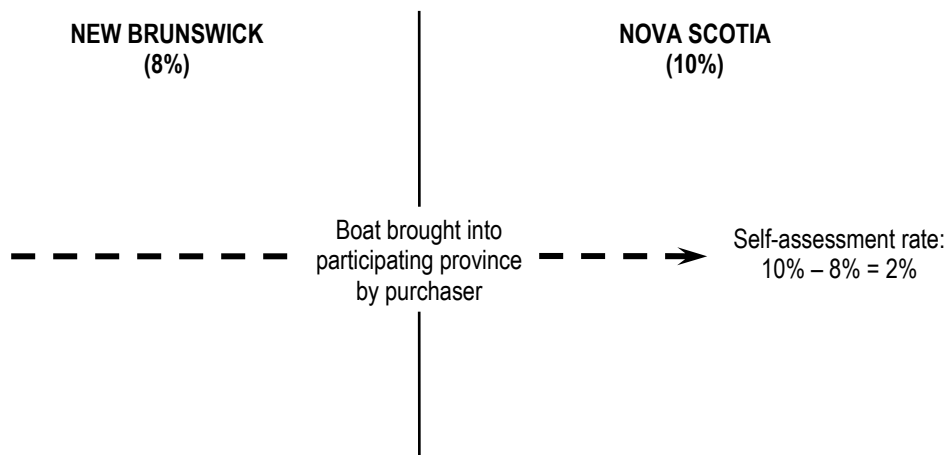 NEW BRUNSWICK
(8%)
NOVA SCOTIA
(10%)
Boat brought into
participating province
by purchaser
Self-assessment rate:
10% – 8% = 2%